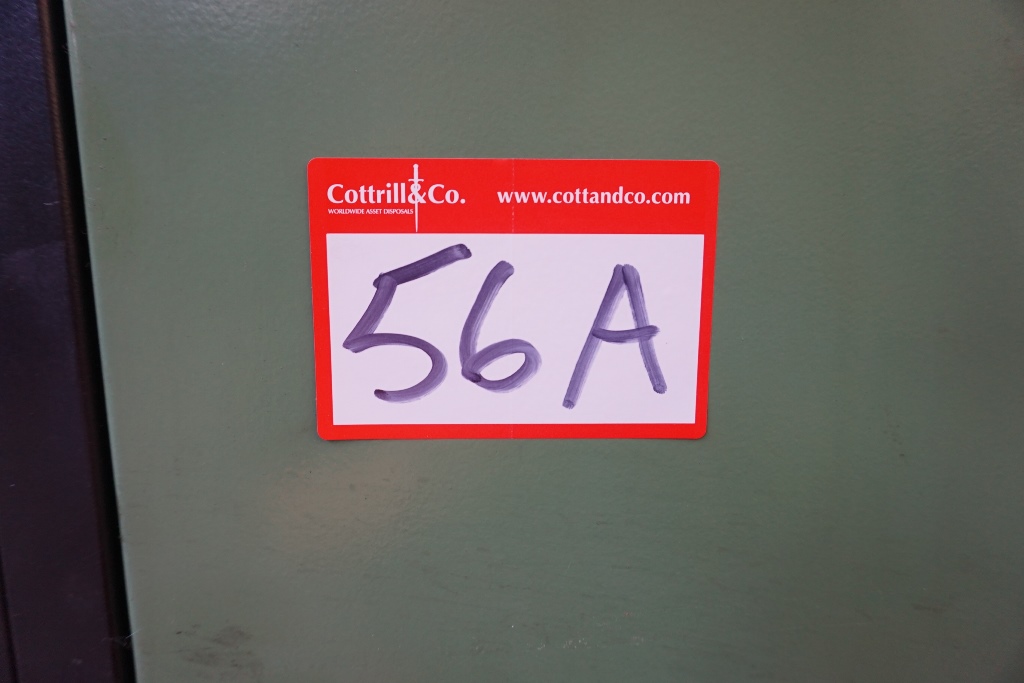 Cottrill&Co. www.cottandco.com
WORLDWIDE ASSET DISPOSALS
56A